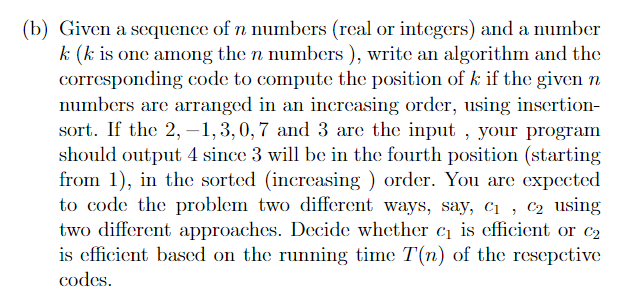 (b) Given a sequence of n numbers (real or integers) and a number
k (k is one among the n numbers ), write an algorithm and the
corresponding code to compute the position of k if the given n
numbers are arranged in an increasing order, using insertion-
sort. If the 2, −1, 3, 0, 7 and 3 are the input , your program
should output 4 since 3 will be in the fourth position (starting
from 1), in the sorted (increasing ) order. You are expected
to code the problem two different ways, say, c₁ , c₂ using
two different approaches. Decide whether c₁ is efficient or c₂
is efficient based on the running time T(n) of the resepctive
codes.